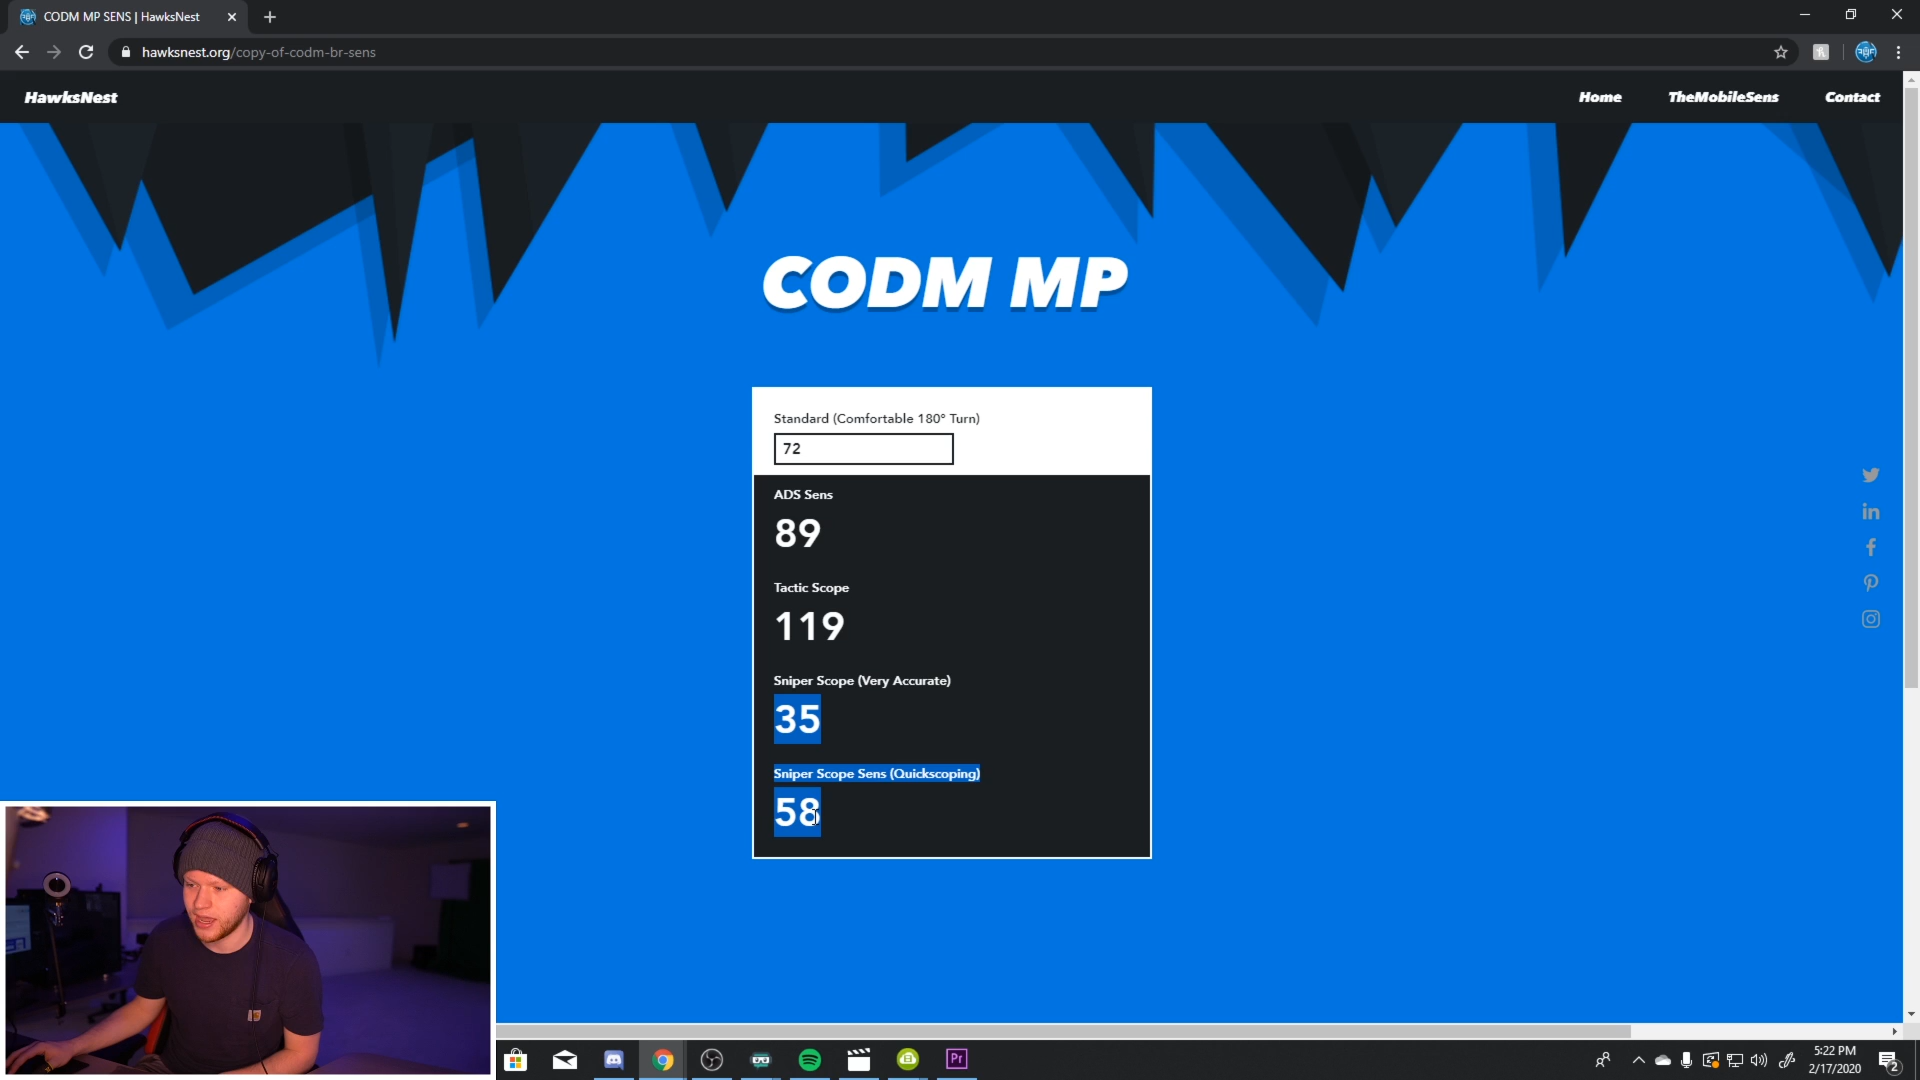 CODM MP SENS | HawksNest
hawksnest.org/copy-of-codm-br-sens
HawksNest
Home
TheMobileSens
Contact
CODM MP
Standard (Comfortable 180° Turn)
72
ADS Sens
89
Tactic Scope
119
Sniper Scope (Very Accurate)
35
Sniper Scope Sens (Quickscoping)
58
Pr
5:22 PM
2/17/2020
2